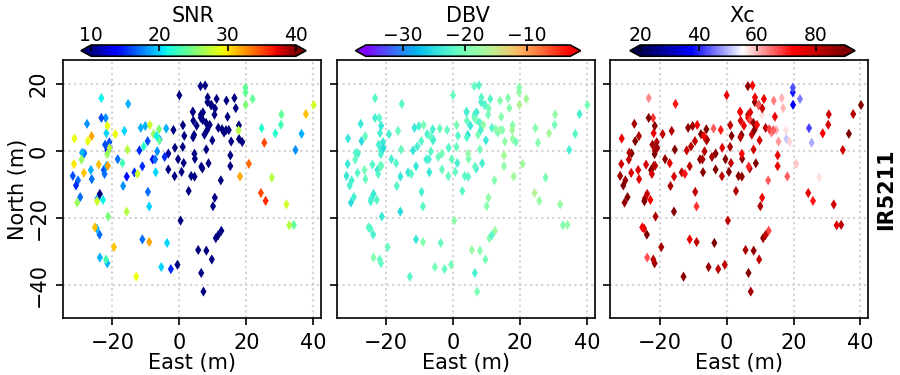 SNR DBV Xc
10 20 30 40 −30 −20 −10 20 40 60 80
20
0
−20
−40
North (m)
IR5211
−20 0 20 40 −20 0 20 40 −20 0 20 40
East (m) East (m) East (m)